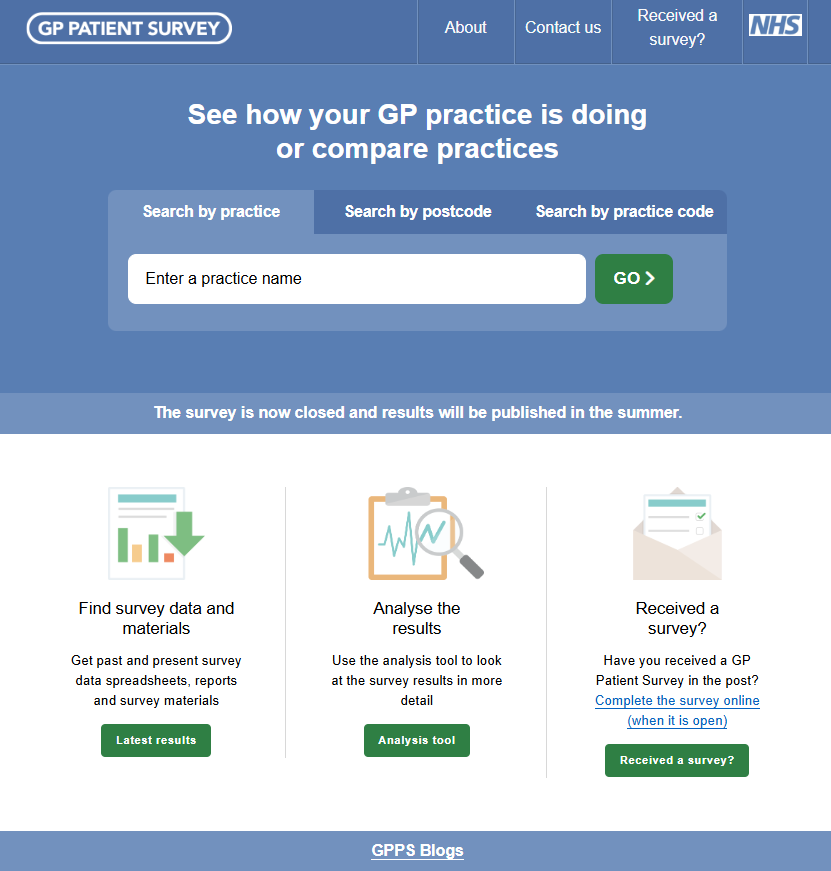 GP PATIENT SURVEY
About
Contact us
Received a
survey?
NHS
See how your GP practice is doing
or compare practices
Search by practice
Search by postcode
Search by practice code
Enter a practice name
GO
The survey is now closed and results will be published in the summer.
Find survey data and
materials
Get past and present survey
data spreadsheets, reports
and survey materials
Latest results
Analyse the
results
Use the analysis tool to look
at the survey results in more
detail
Analysis tool
Received a
survey?
Have you received a GP
Patient Survey in the post?
Complete the survey online
(when it is open)
Received a survey?
GPPS Blogs